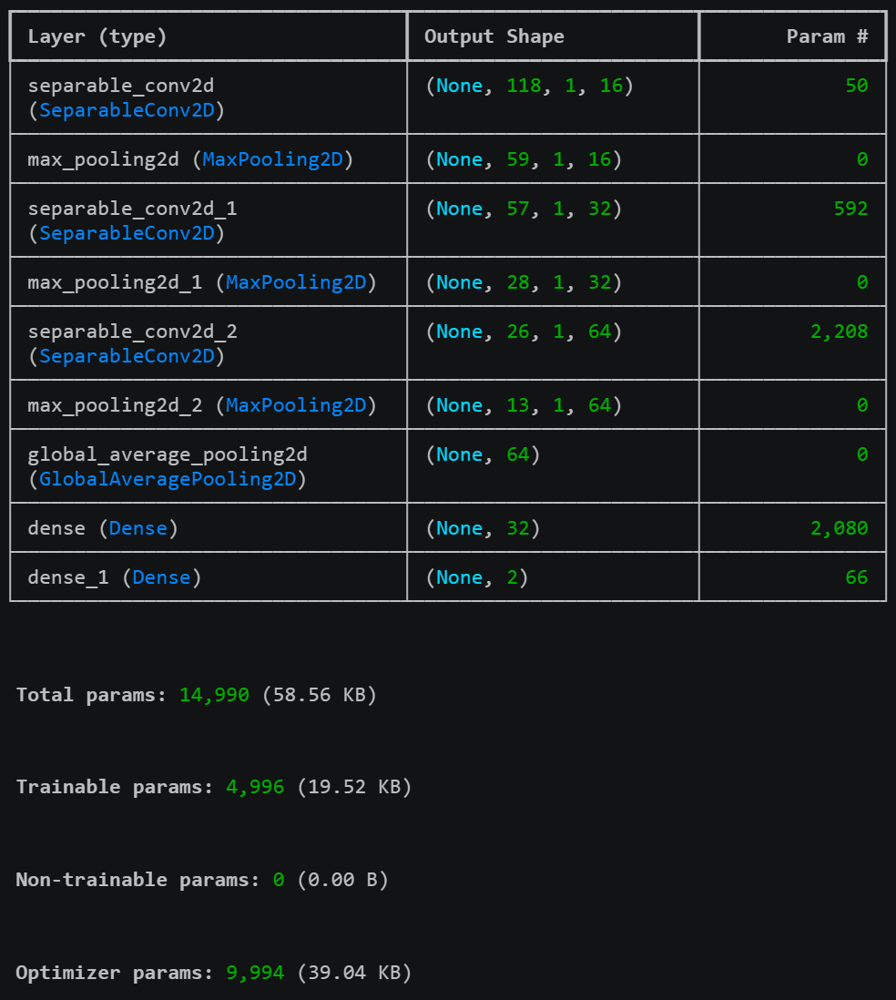 Layer (type) Output Shape Param #
separable_conv2d (None, 118, 1, 16) 50
(SeparableConv2D)
max_pooling2d (MaxPooling2D) (None, 59, 1, 16) 0
separable_conv2d_1 (None, 57, 1, 32) 592
(SeparableConv2D)
max_pooling2d_1 (MaxPooling2D) (None, 28, 1, 32) 0
separable_conv2d_2 (None, 26, 1, 64) 2,208
(SeparableConv2D)
max_pooling2d_2 (MaxPooling2D) (None, 13, 1, 64) 0
global_average_pooling2d (None, 64) 0
(GlobalAveragePooling2D)
dense (Dense) (None, 32) 2,080
dense_1 (Dense) (None, 2) 66
Total params: 14,990 (58.56 KB)
Trainable params: 4,996 (19.52 KB)
Non-trainable params: 0 (0.00 B)
Optimizer params: 9,994 (39.04 KB)